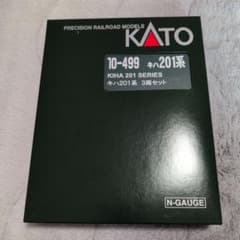 PRECISION RAILROAD MODELS
KATO
10-499 キハ201系
KIHA 201 SERIES
キハ201系 3両セット
N-GAUGE